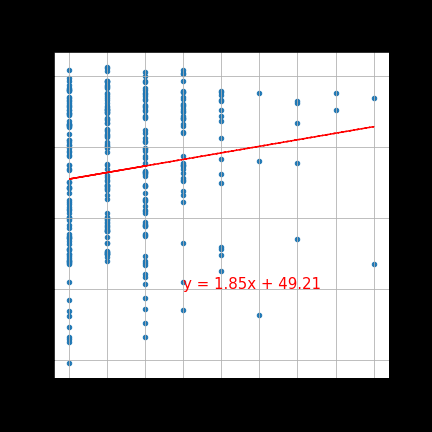 y = 1.85x + 49.21